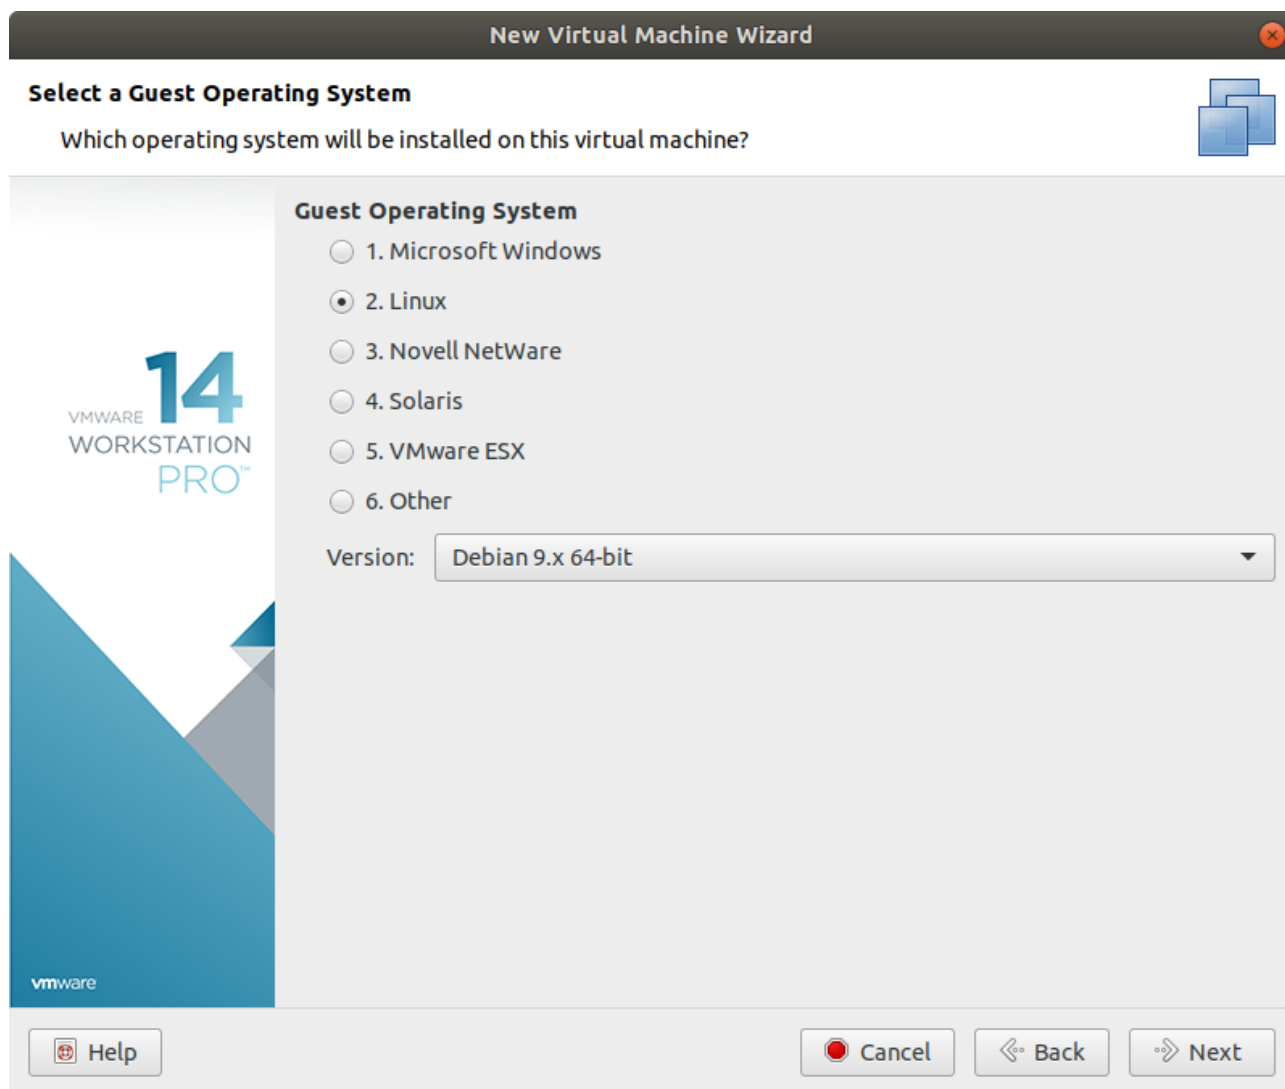 New Virtual Machine Wizard
Select a Guest Operating System
Which operating system will be installed on this virtual machine?
Guest Operating System
1. Microsoft Windows
2. Linux
3. Novell NetWare
4. Solaris
5. VMware ESX
6. Other
Version: Debian 9.x 64-bit
VMWARE 14
WORKSTATION
PRO™
vmware
Help Cancel Back Next